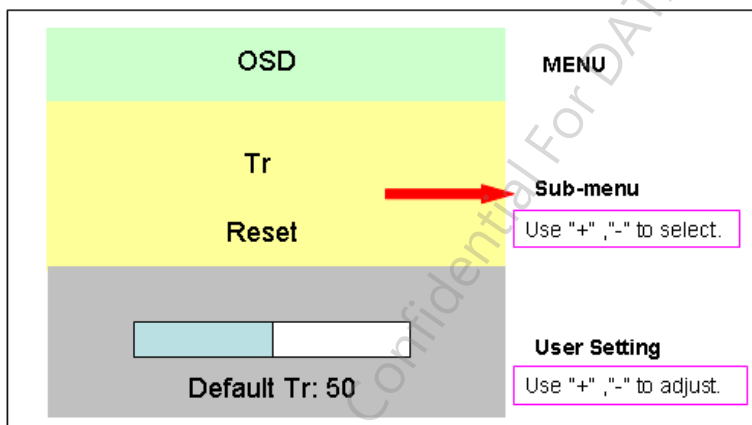 OSD
MENU
Tr
Sub-menu
Reset
Use "+" ,"-" to select.
User Setting
Default Tr: 50
Use "+" ,"-" to adjust.
Confidential For DAT